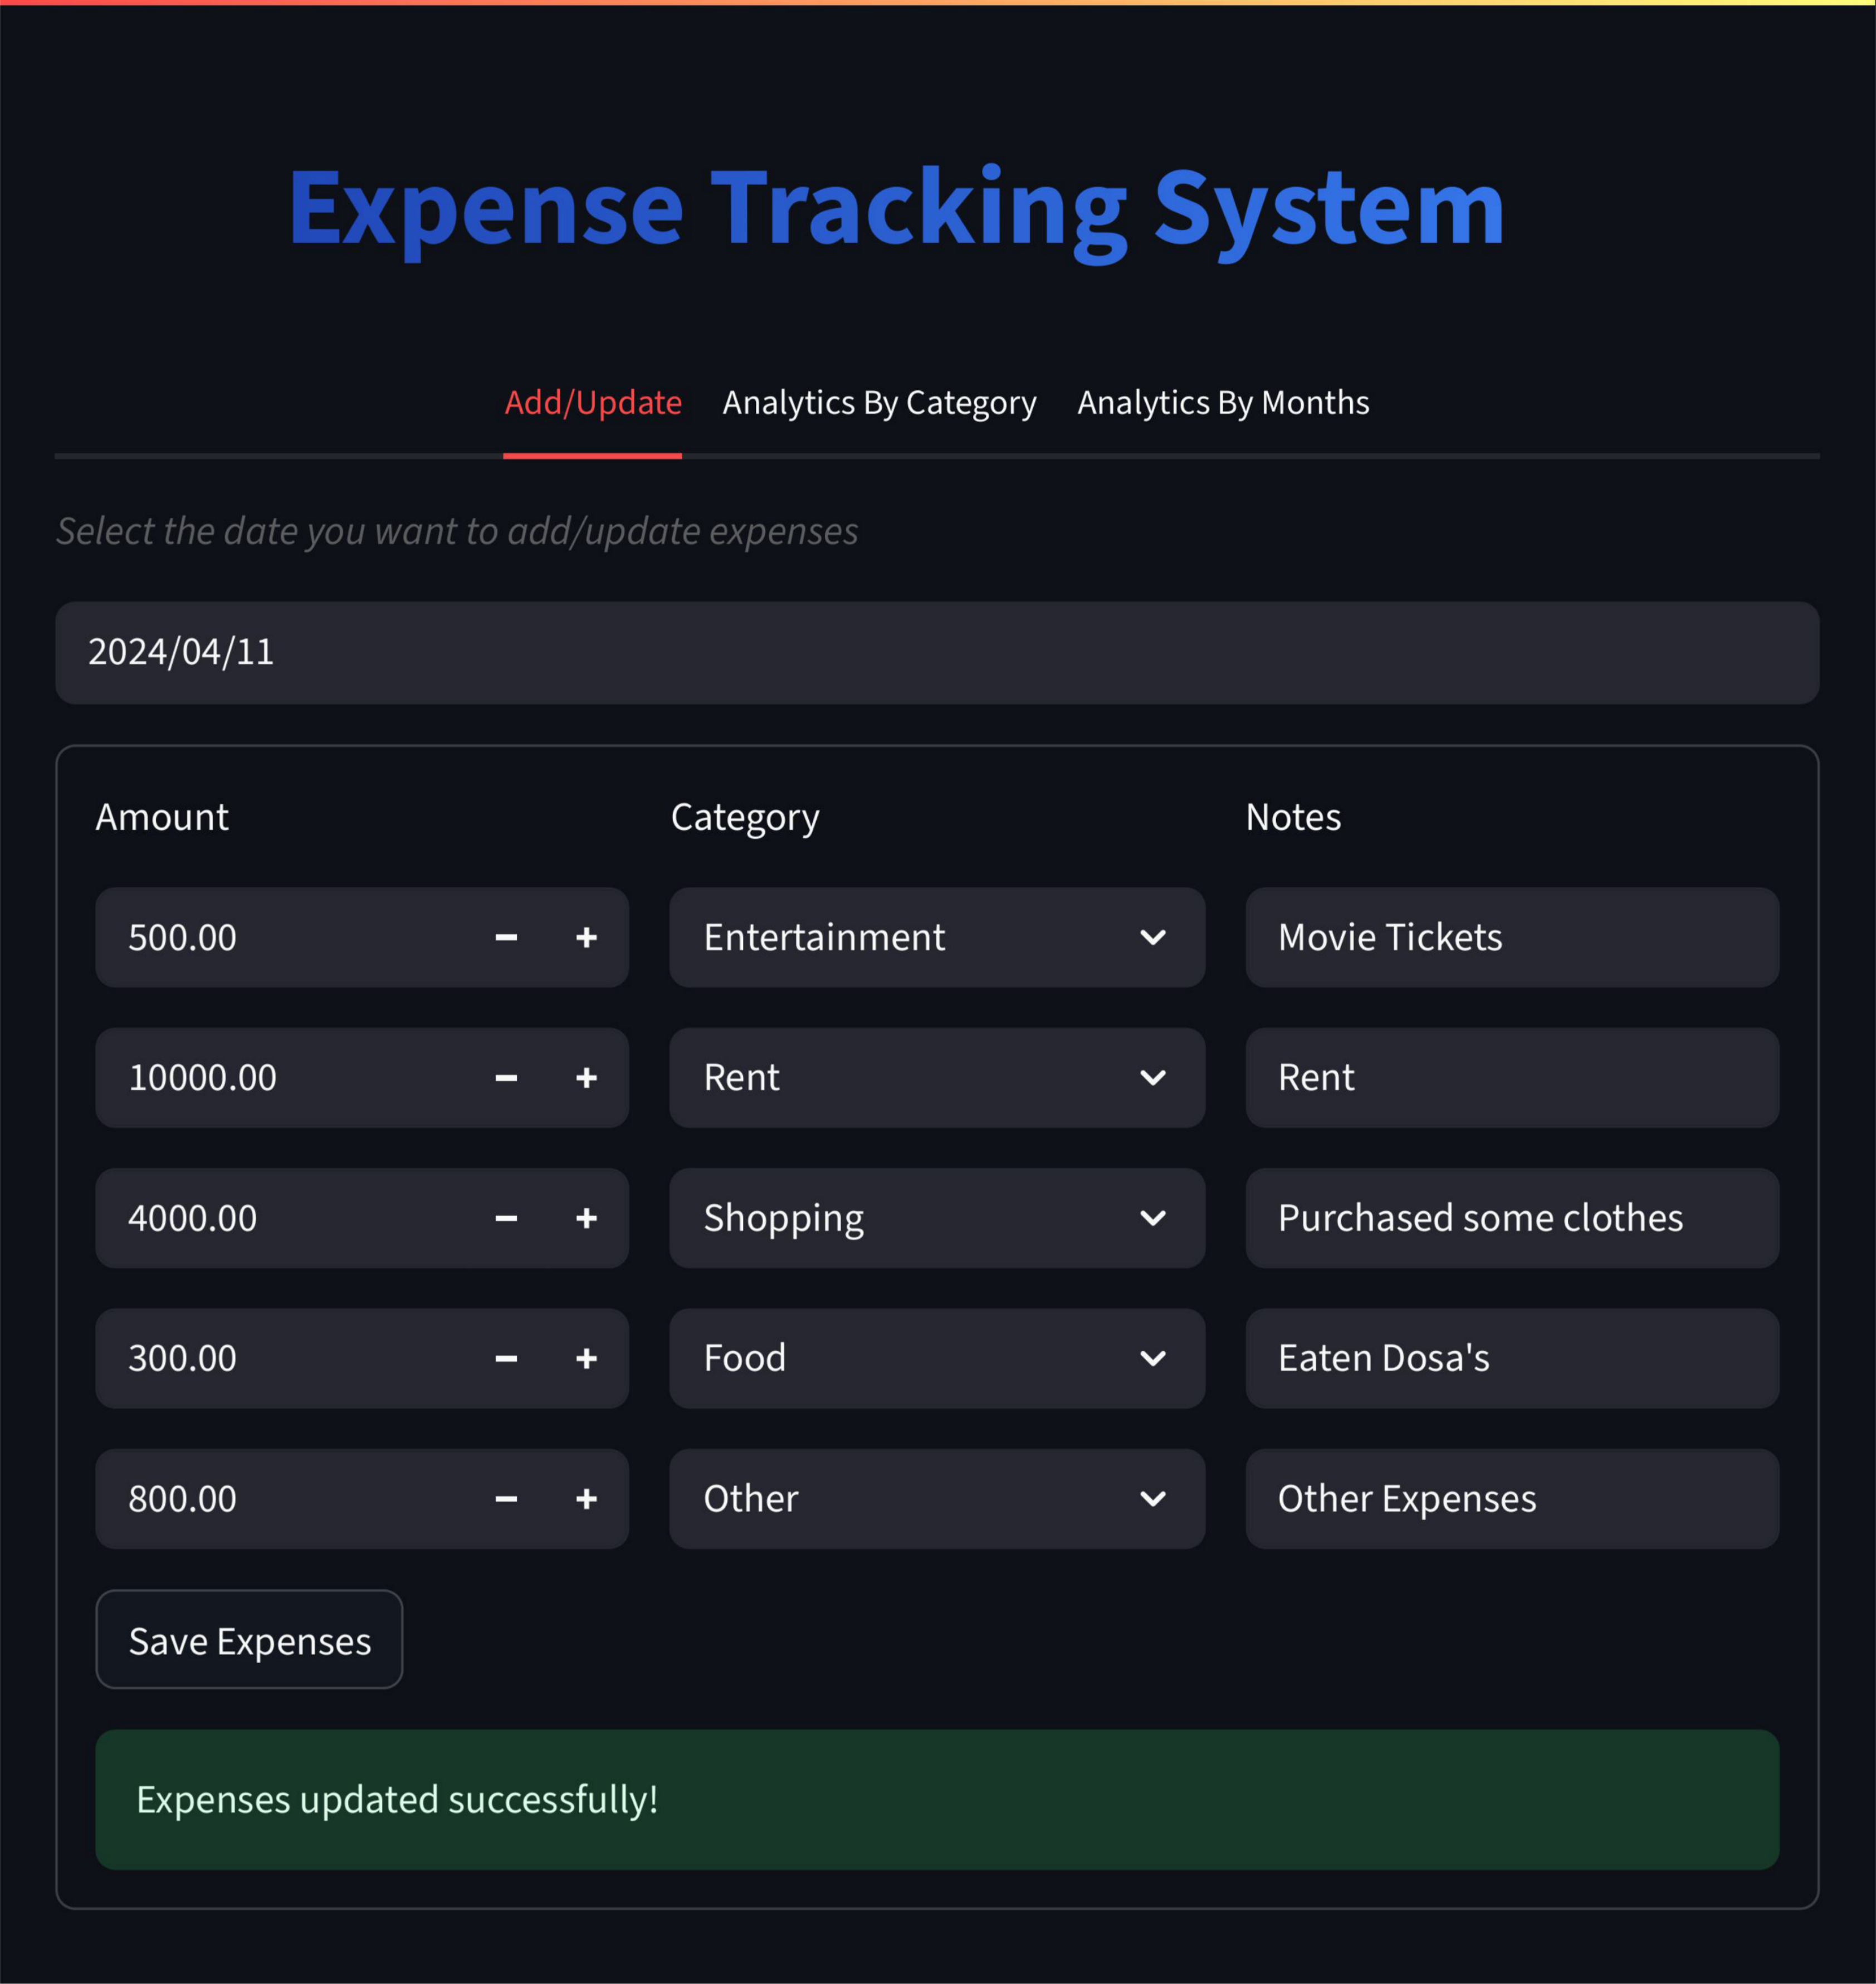 Expense Tracking System
Add/Update Analytics By Category Analytics By Months
Select the date you want to add/update expenses
2024/04/11
Amount Category Notes
500.00 − + Entertainment Movie Tickets
10000.00 − + Rent Rent
4000.00 − + Shopping Purchased some clothes
300.00 − + Food Eaten Dosa's
800.00 − + Other Other Expenses
Save Expenses
Expenses updated successfully!